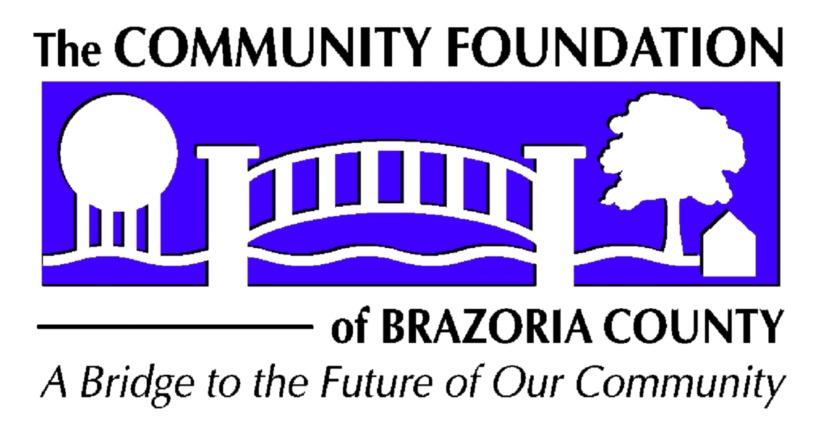 The COMMUNITY FOUNDATION
of BRAZORIA COUNTY
A Bridge to the Future of Our Community